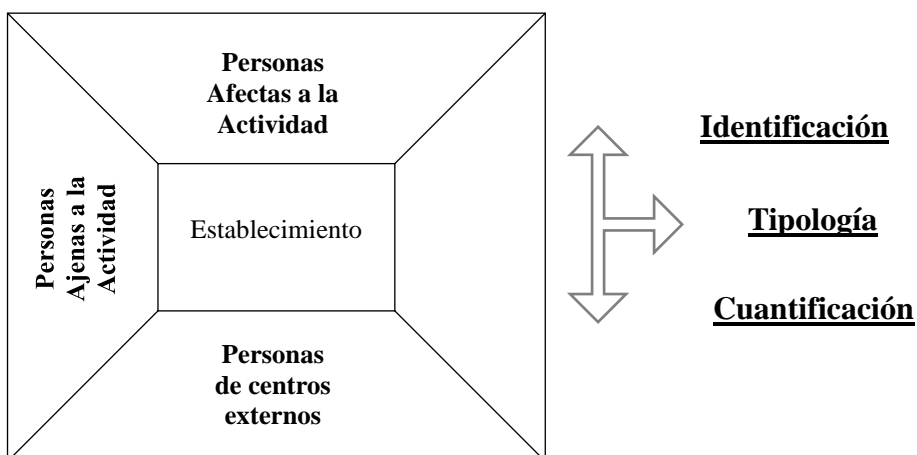 Personas
Afectas a la
Actividad
Personas
Ajenas a la
Actividad
Establecimiento
Personas
de centros
externos
Identificación
Tipología
Cuantificación